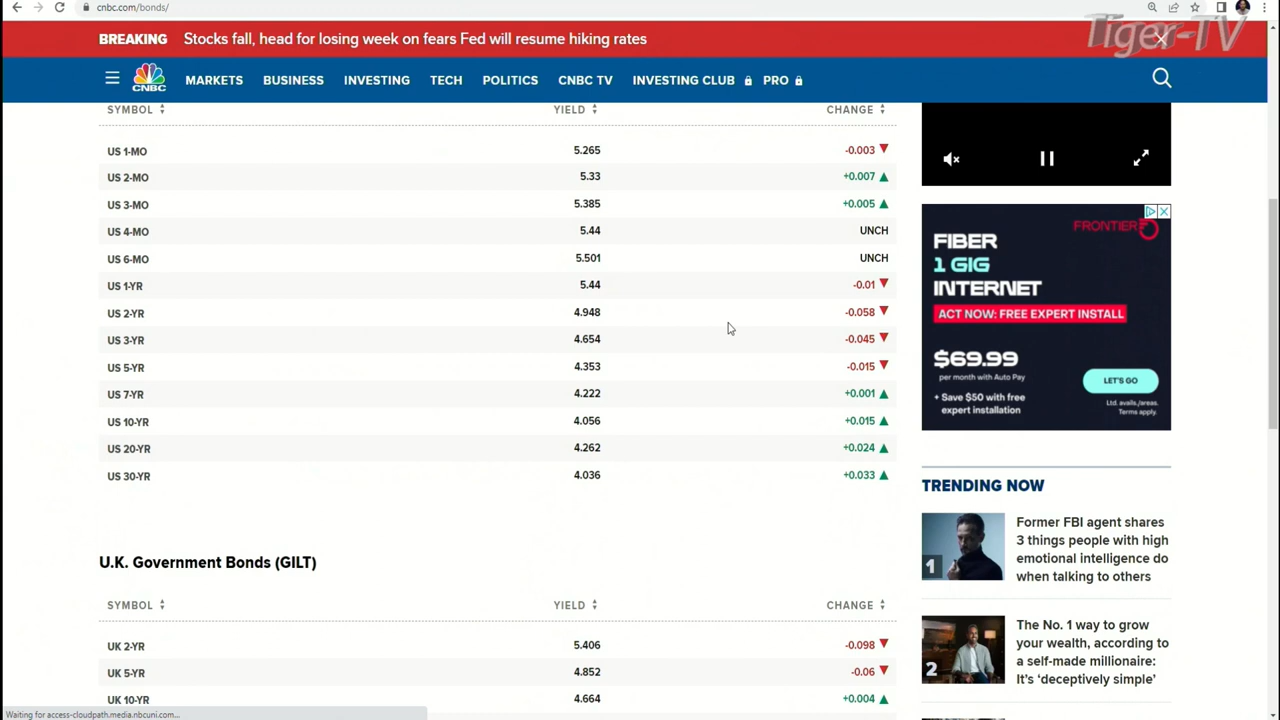 cnbc.com/bonds/
Tiger-TV
BREAKING Stocks fall, head for losing week on fears Fed will resume hiking rates
CNBC MARKETS BUSINESS INVESTING TECH POLITICS CNBC TV INVESTING CLUB PRO
SYMBOL YIELD CHANGE
US 1-MO 5.265 -0.003
US 2-MO 5.33 +0.007
US 3-MO 5.385 +0.005
US 4-MO 5.44 UNCH
US 6-MO 5.501 UNCH
US 1-YR 5.44 -0.01
US 2-YR 4.948 -0.058
US 3-YR 4.654 -0.045
US 5-YR 4.353 -0.015
US 7-YR 4.222 +0.001
US 10-YR 4.056 +0.015
US 20-YR 4.262 +0.024
US 30-YR 4.036 +0.033
U.K. Government Bonds (GILT)
SYMBOL YIELD CHANGE
UK 2-YR 5.406 -0.098
UK 5-YR 4.852 -0.06
UK 10-YR 4.664 +0.004
FRONTIER
FIBER
1 GIG
INTERNET
ACT NOW: FREE EXPERT INSTALL
$69.99
per month with Auto Pay
+ Save $50 with free
expert installation
LET'S GO
Ltd. avails./areas.
Terms apply.
TRENDING NOW
1
Former FBI agent shares
3 things people with high
emotional intelligence do
when talking to others
2
The No. 1 way to grow
your wealth, according to
a self-made millionaire:
It's ‘deceptively simple’
Waiting for access-cloudpath.media.nbcuni.com...